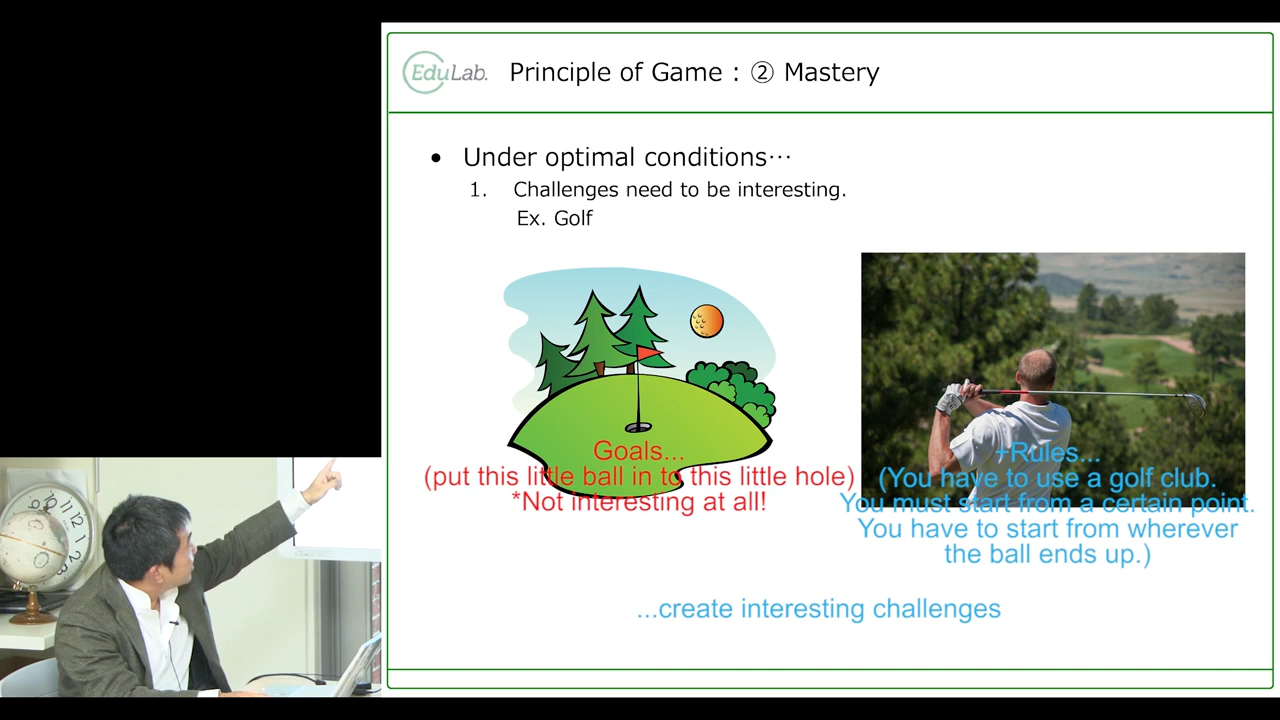 EduLab.
Principle of Game : ② Mastery
• Under optimal conditions…
1. Challenges need to be interesting.
Ex. Golf
Goals...
(put this little ball in to this little hole)
*Not interesting at all!
+Rules...
(You have to use a golf club.
You must start from a certain point.
You have to start from wherever
the ball ends up.)
...create interesting challenges